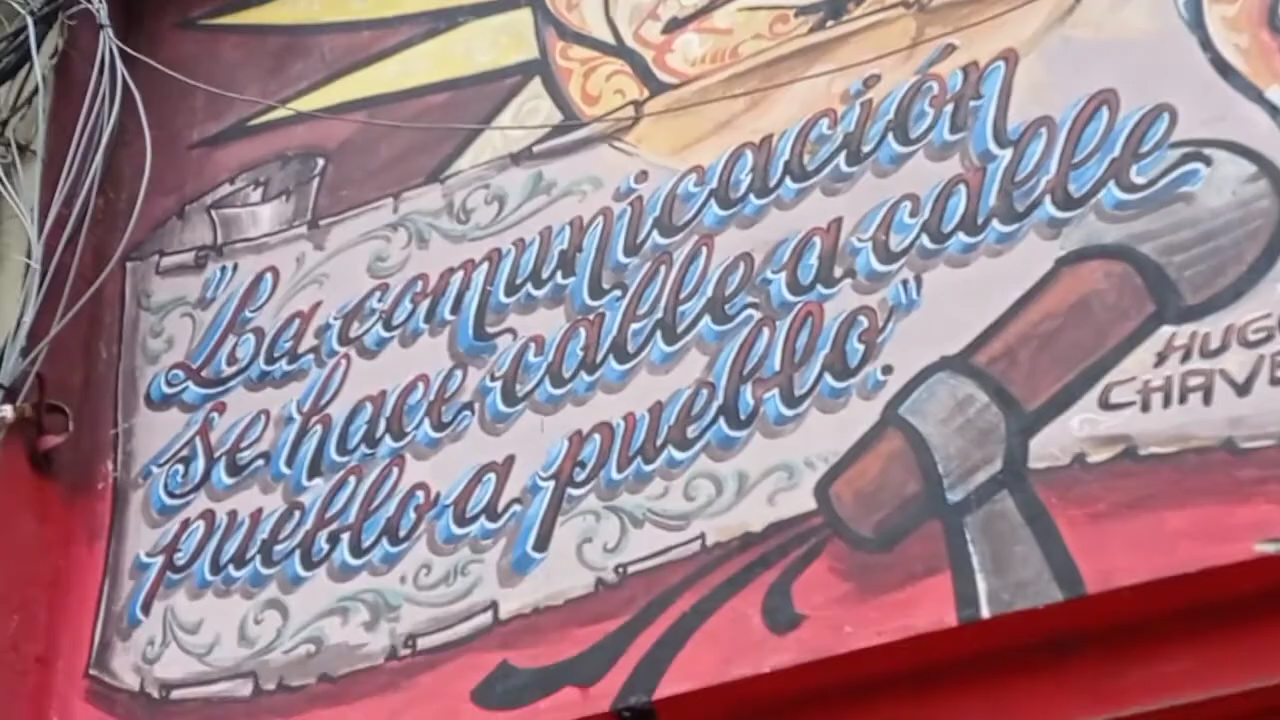 "La comunicación
se hace calle a calle
pueblo a pueblo."
HUG
CHAVE